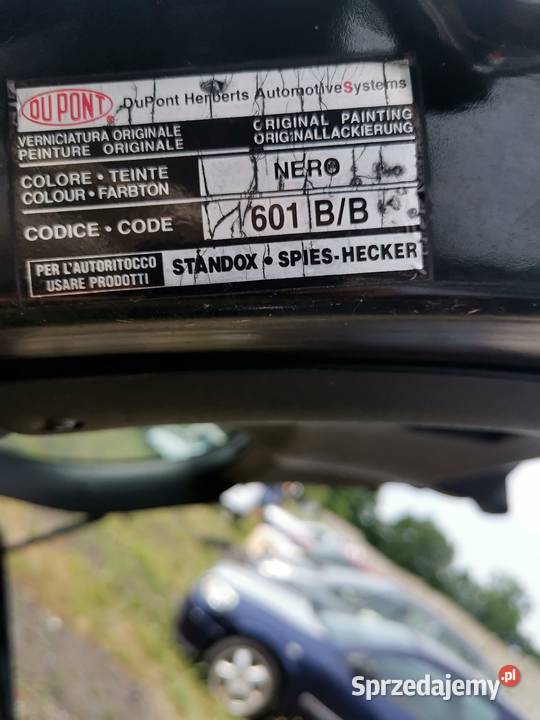 DU PONT DuPont Herberts AutomotiveSystems
VERNICIATURA ORIGINALE ORIGINAL PAINTING
PEINTURE ORIGINALE ORIGINALLACKIERUNG
COLORE • TEINTE NERO
COLOUR • FARBTON
CODICE • CODE 601 B/B
PER L'AUTORITOCCO STANDOX • SPIES-HECKER
USARE PRODOTTI
Sprzedajemy.pl